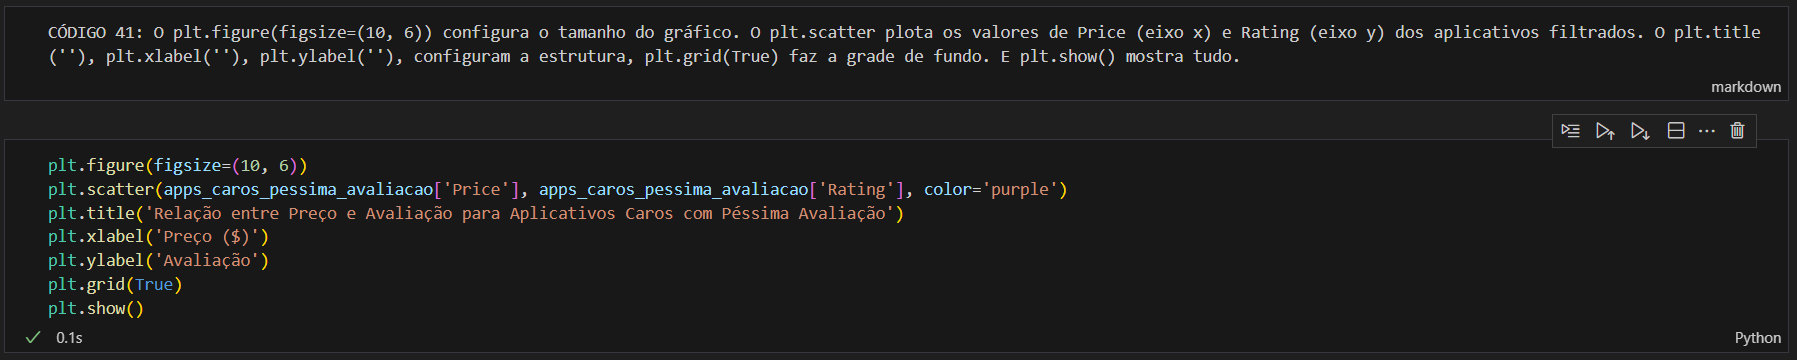 CÓDIGO 41: O plt.figure(figsize=(10, 6)) configura o tamanho do gráfico. O plt.scatter plota os valores de Price (eixo x) e Rating (eixo y) dos aplicativos filtrados. O plt.title
(''), plt.xlabel(''), plt.ylabel(''), configuram a estrutura, plt.grid(True) faz a grade de fundo. E plt.show() mostra tudo.
markdown
plt.figure(figsize=(10, 6))
plt.scatter(apps_caros_pessima_avaliacao['Price'], apps_caros_pessima_avaliacao['Rating'], color='purple')
plt.title('Relação entre Preço e Avaliação para Aplicativos Caros com Péssima Avaliação')
plt.xlabel('Preço ($)')
plt.ylabel('Avaliação')
plt.grid(True)
plt.show()
0.1s
Python